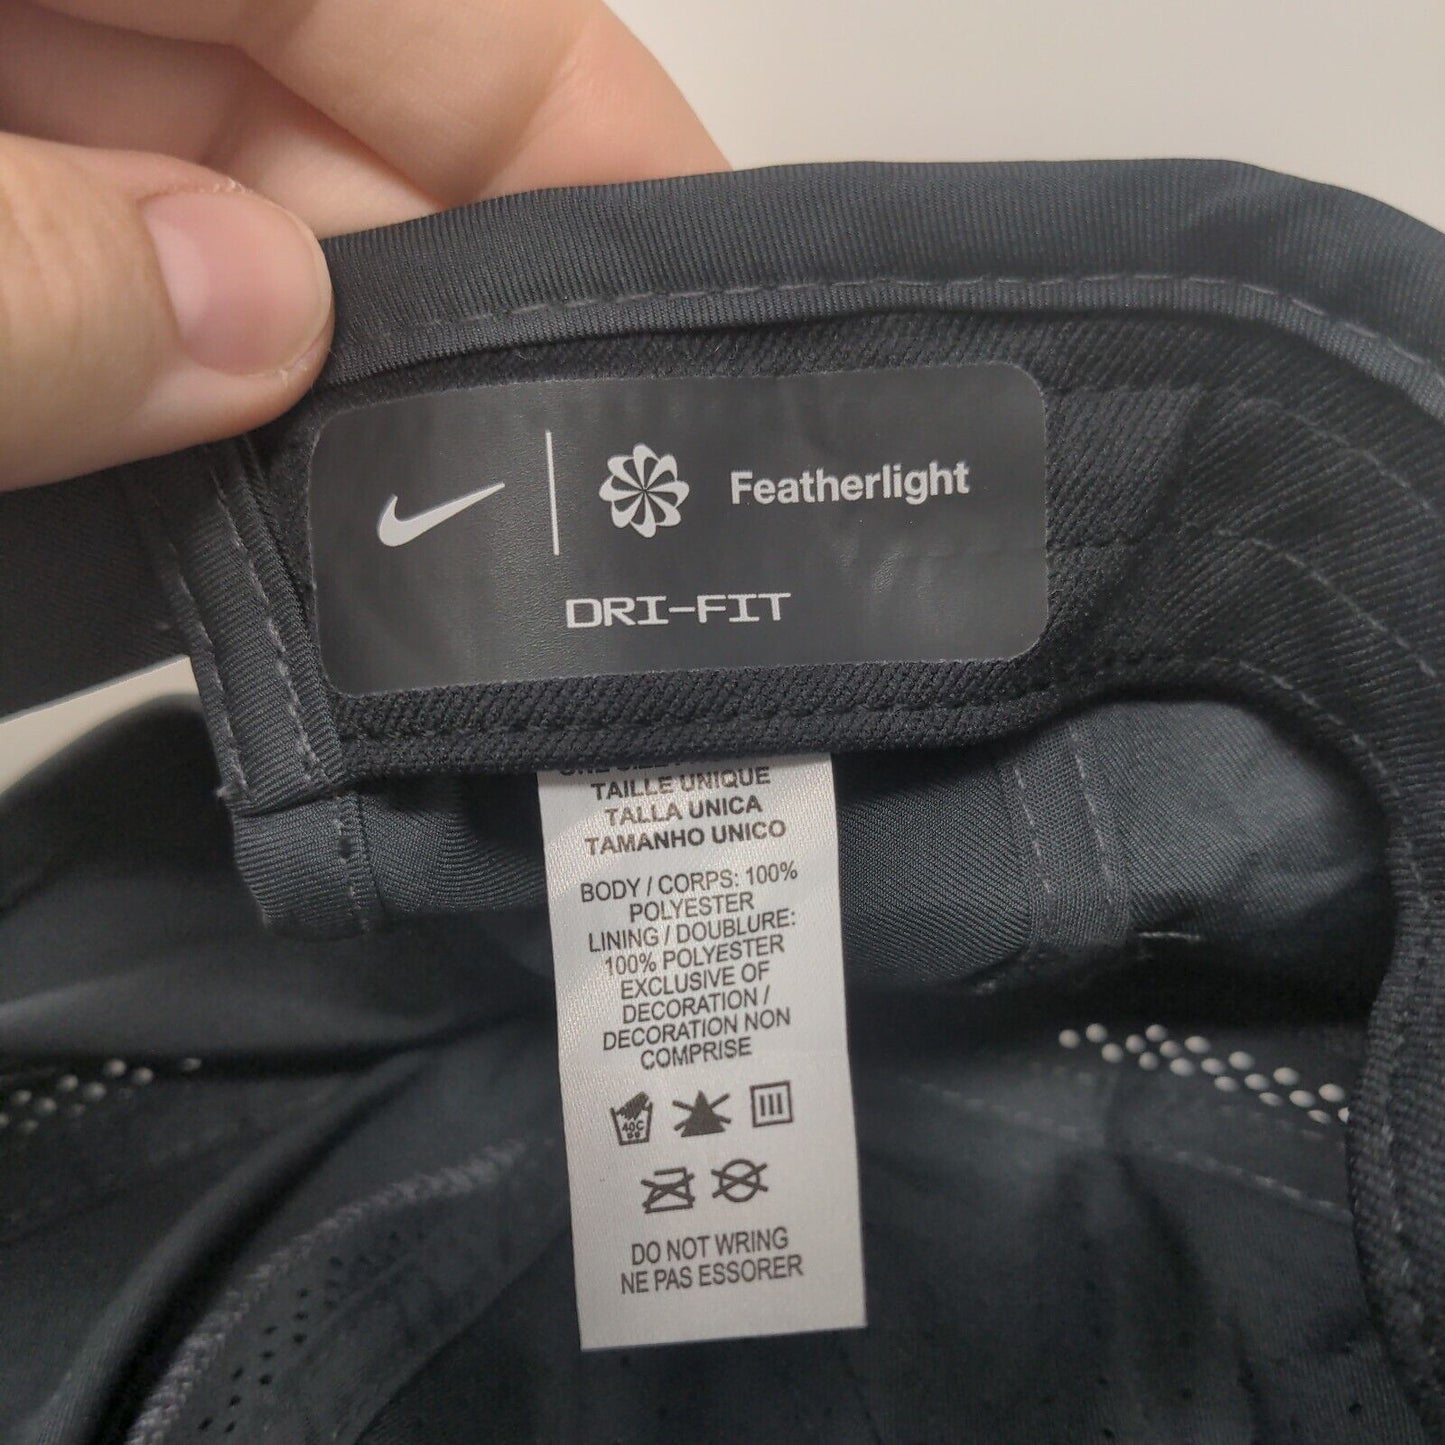 Featherlight
DRI-FIT
TAILLE UNIQUE
TALLA UNICA
TAMANHO UNICO
BODY / CORPS: 100%
POLYESTER
LINING / DOUBLURE:
100% POLYESTER
EXCLUSIVE OF
DECORATION /
DECORATION NON
COMPRISE
40C
DO NOT WRING
NE PAS ESSORER